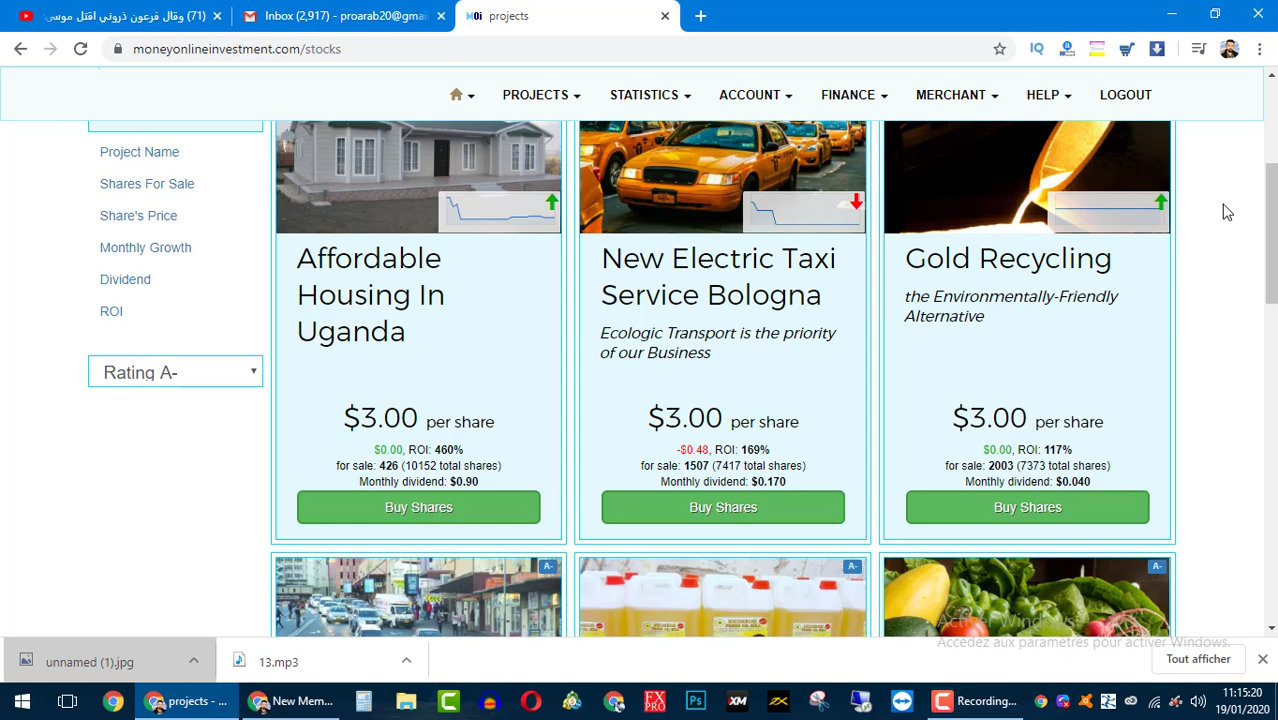 (71) وقال فرعون ذروني اقتل موسى:
Inbox (2,917) - proarab20@gmail
M0i projects
moneyonlineinvestment.com/stocks
IQ
PROJECTS STATISTICS ACCOUNT FINANCE MERCHANT HELP LOGOUT
Project Name
Shares For Sale
Share's Price
Monthly Growth
Dividend
ROI
Rating A-
Affordable
Housing In
Uganda
$3.00 per share
$0.00, ROI: 460%
for sale: 426 (10152 total shares)
Monthly dividend: $0.90
Buy Shares
New Electric Taxi
Service Bologna
Ecologic Transport is the priority
of our Business
$3.00 per share
-$0.48, ROI: 169%
for sale: 1507 (7417 total shares)
Monthly dividend: $0.170
Buy Shares
Gold Recycling
the Environmentally-Friendly
Alternative
$3.00 per share
$0.00, ROI: 117%
for sale: 2003 (7373 total shares)
Monthly dividend: $0.040
Buy Shares
A-
A-
A-
Activer Windows
Accédez aux paramètres pour activer Windows.
unnamed (1).jpg
13.mp3
Tout afficher
projects - ...
New Mem...
FX
PRO
Ps
XM
Recording...
11:15:20
19/01/2020